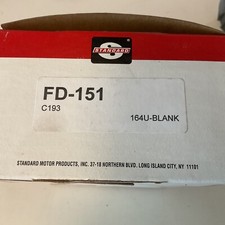 STANDARD
FD-151
C193
164U-BLANK
STANDARD MOTOR PRODUCTS, INC. 37-18 NORTHERN BLVD. LONG ISLAND CITY, NY 11101